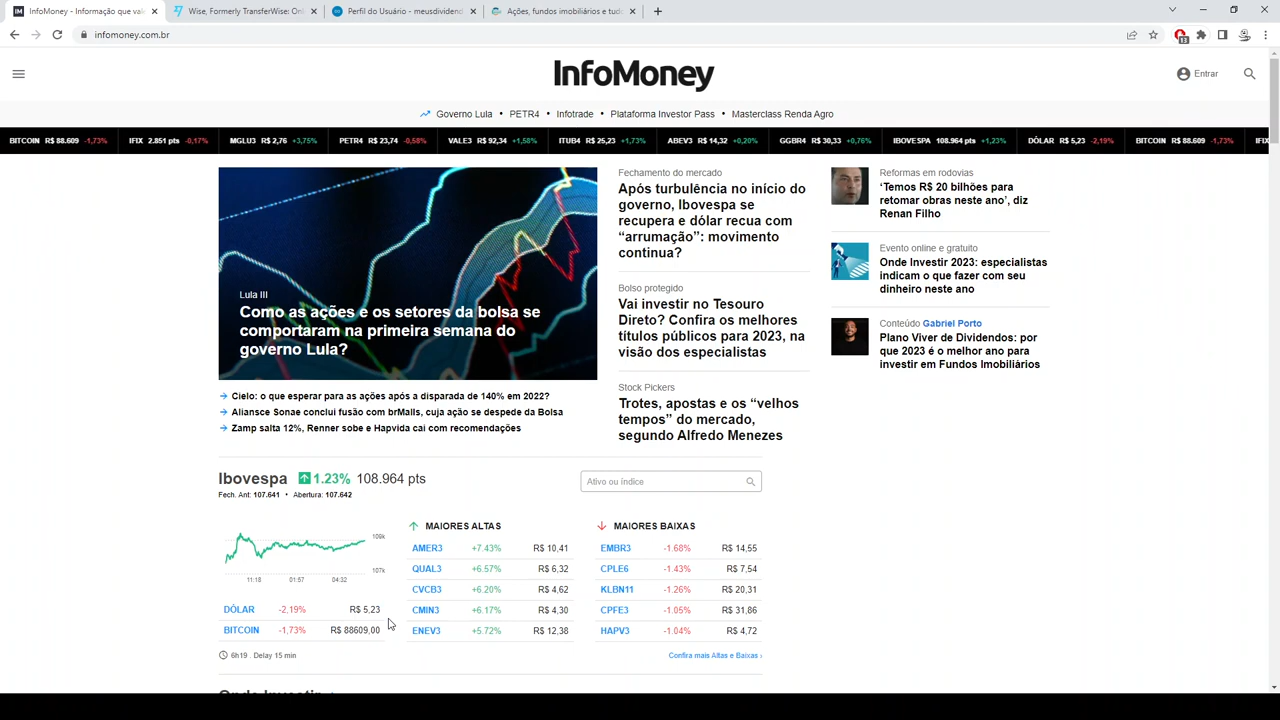 IM InfoMoney - Informação que val
Wise, Formerly TransferWise: Onl
Perfil do Usuário - meusdividend
Ações, fundos imobiliários e tud
infomoney.com.br
13
InfoMoney
Entrar
Governo Lula • PETR4 • Infotrade • Plataforma Investor Pass • Masterclass Renda Agro
BITCOIN R$ 88.609 -1,73% IFIX 2.851 pts -0,17% MGLU3 R$ 2,76 +3,75% PETR4 R$ 23,74 -0,58% VALE3 R$ 92,34 +1,58% ITUB4 R$ 25,23 +1,73% ABEV3 R$ 14,32 +0,20% GGBR4 R$ 30,33 +0,76% IBOVESPA 108.964 pts +1,23% DÓLAR R$ 5,23 -2,19% BITCOIN R$ 88.609 -1,73% IFIX
Lula III
Como as ações e os setores da bolsa se
comportaram na primeira semana do
governo Lula?
Cielo: o que esperar para as ações após a disparada de 140% em 2022?
Aliansce Sonae conclui fusão com brMalls, cuja ação se despede da Bolsa
Zamp salta 12%, Renner sobe e Hapvida cai com recomendações
Fechamento do mercado
Após turbulência no início do
governo, Ibovespa se
recupera e dólar recua com
“arrumação”: movimento
continua?
Bolso protegido
Vai investir no Tesouro
Direto? Confira os melhores
títulos públicos para 2023, na
visão dos especialistas
Stock Pickers
Trotes, apostas e os “velhos
tempos” do mercado,
segundo Alfredo Menezes
Reformas em rodovias
‘Temos R$ 20 bilhões para
retomar obras neste ano’, diz
Renan Filho
Evento online e gratuito
Onde Investir 2023: especialistas
indicam o que fazer com seu
dinheiro neste ano
Conteúdo Gabriel Porto
Plano Viver de Dividendos: por
que 2023 é o melhor ano para
investir em Fundos Imobiliários
Ibovespa 1.23% 108.964 pts
Fech. Ant: 107.641 • Abertura: 107.642
Ativo ou índice
109k
107k
11:18 01:57 04:32
DÓLAR -2,19% R$ 5,23
BITCOIN -1,73% R$ 88609,00
6h19 . Delay 15 min
MAIORES ALTAS
AMER3 +7.43% R$ 10,41
QUAL3 +6.57% R$ 6,32
CVCB3 +6.20% R$ 4,62
CMIN3 +6.17% R$ 4,30
ENEV3 +5.72% R$ 12,38
MAIORES BAIXAS
EMBR3 -1.68% R$ 14,55
CPLE6 -1.43% R$ 7,54
KLBN11 -1.26% R$ 20,31
CPFE3 -1.05% R$ 31,86
HAPV3 -1.04% R$ 4,72
Confira mais Altas e Baixas ›
Onde Investir ›